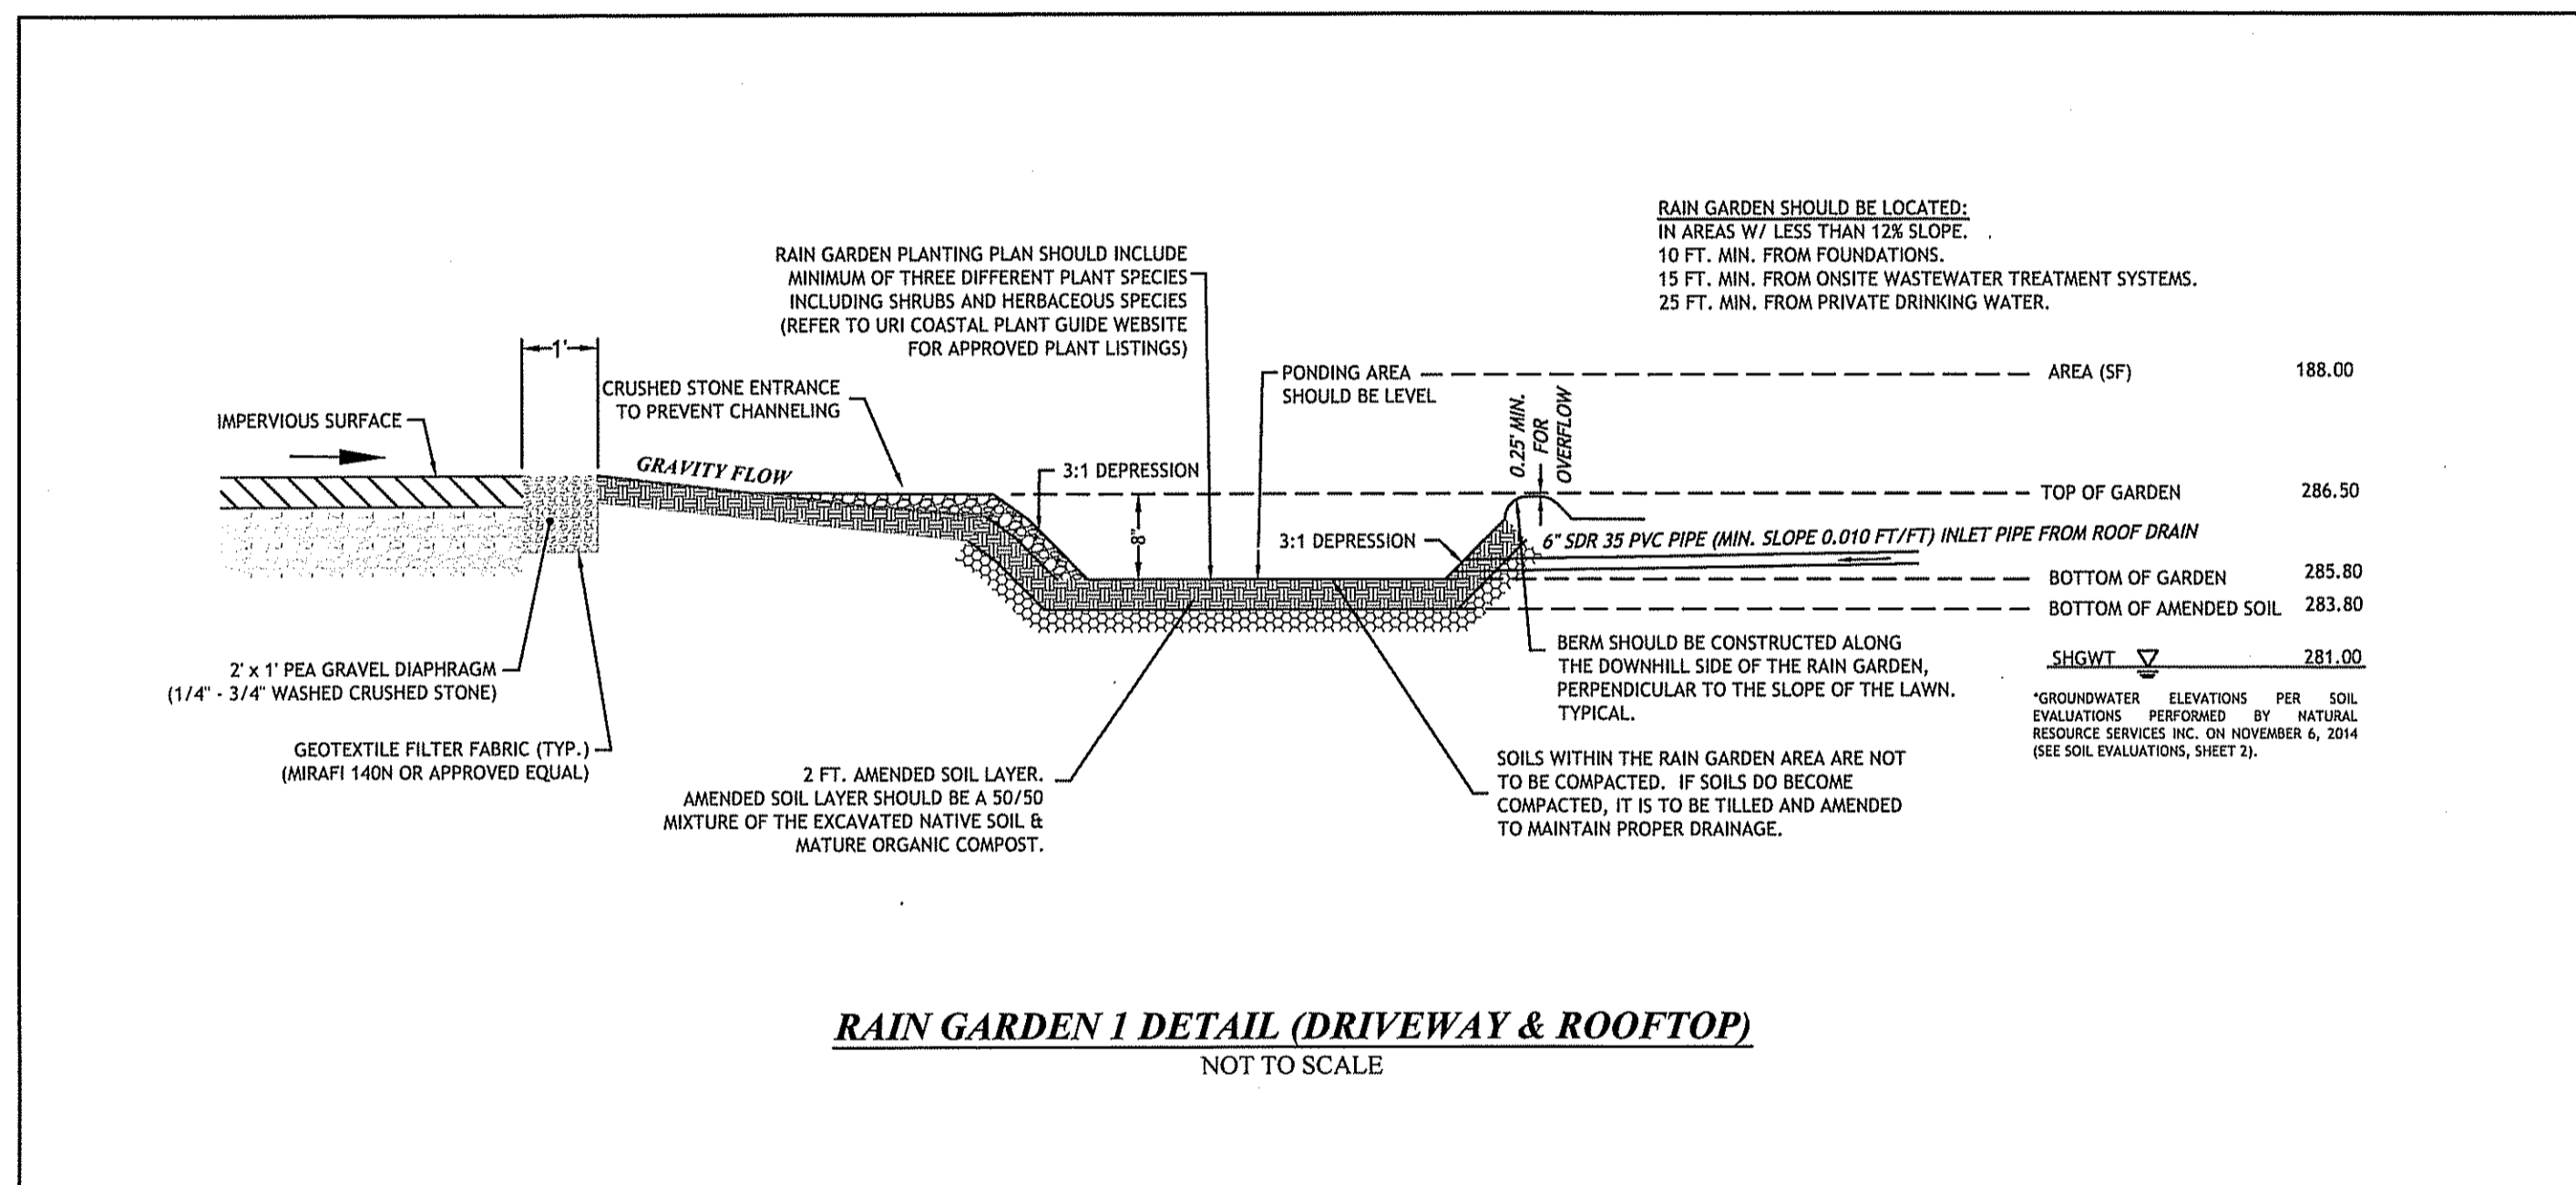 RAIN GARDEN SHOULD BE LOCATED:
IN AREAS W/ LESS THAN 12% SLOPE.
10 FT. MIN. FROM FOUNDATIONS.
15 FT. MIN. FROM ONSITE WASTEWATER TREATMENT SYSTEMS.
25 FT. MIN. FROM PRIVATE DRINKING WATER.
RAIN GARDEN PLANTING PLAN SHOULD INCLUDE
MINIMUM OF THREE DIFFERENT PLANT SPECIES
INCLUDING SHRUBS AND HERBACEOUS SPECIES
(REFER TO URI COASTAL PLANT GUIDE WEBSITE
FOR APPROVED PLANT LISTINGS)
1'
CRUSHED STONE ENTRANCE
TO PREVENT CHANNELING
IMPERVIOUS SURFACE
GRAVITY FLOW
3:1 DEPRESSION
8"
PONDING AREA
SHOULD BE LEVEL
0.25' MIN.
FOR
OVERFLOW
AREA (SF) 188.00
TOP OF GARDEN 286.50
3:1 DEPRESSION
6" SDR 35 PVC PIPE (MIN. SLOPE 0.010 FT/FT) INLET PIPE FROM ROOF DRAIN
BOTTOM OF GARDEN 285.80
BOTTOM OF AMENDED SOIL 283.80
SHGWT 281.00
*GROUNDWATER ELEVATIONS PER SOIL
EVALUATIONS PERFORMED BY NATURAL
RESOURCE SERVICES INC. ON NOVEMBER 6, 2014
(SEE SOIL EVALUATIONS, SHEET 2).
2' x 1' PEA GRAVEL DIAPHRAGM
(1/4" - 3/4" WASHED CRUSHED STONE)
GEOTEXTILE FILTER FABRIC (TYP.)
(MIRAFI 140N OR APPROVED EQUAL)
2 FT. AMENDED SOIL LAYER.
AMENDED SOIL LAYER SHOULD BE A 50/50
MIXTURE OF THE EXCAVATED NATIVE SOIL &
MATURE ORGANIC COMPOST.
BERM SHOULD BE CONSTRUCTED ALONG
THE DOWNHILL SIDE OF THE RAIN GARDEN,
PERPENDICULAR TO THE SLOPE OF THE LAWN.
TYPICAL.
SOILS WITHIN THE RAIN GARDEN AREA ARE NOT
TO BE COMPACTED. IF SOILS DO BECOME
COMPACTED, IT IS TO BE TILLED AND AMENDED
TO MAINTAIN PROPER DRAINAGE.
RAIN GARDEN 1 DETAIL (DRIVEWAY & ROOFTOP)
NOT TO SCALE